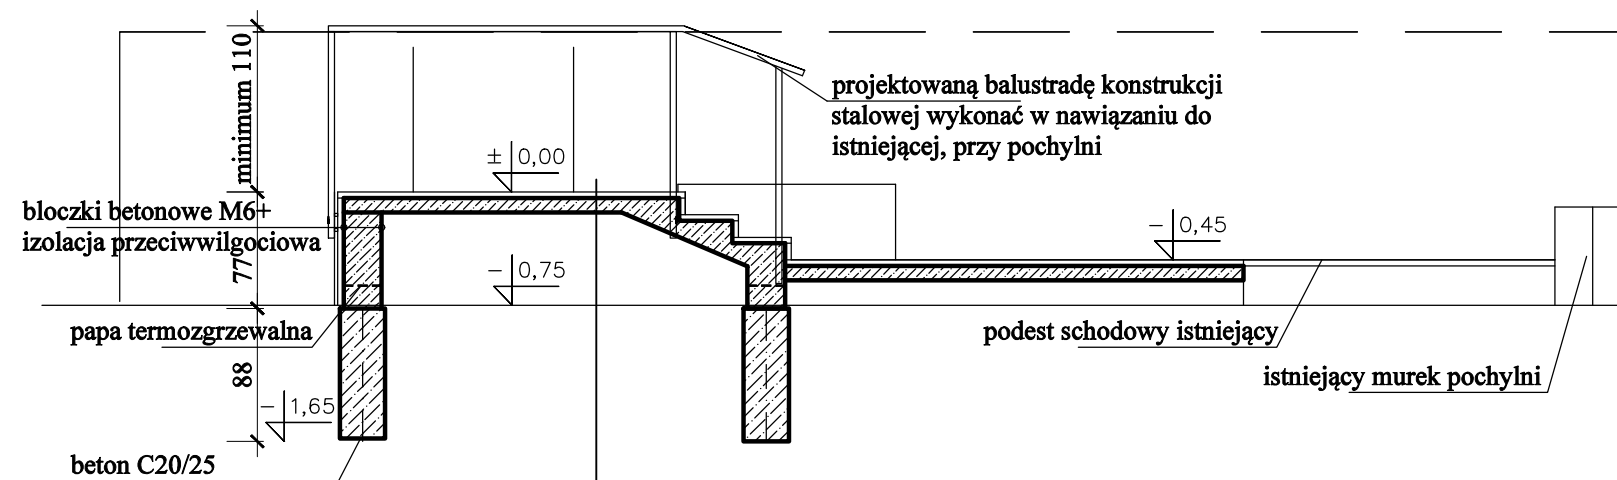 minimum 110
projektowaną balustradę konstrukcji
stalowej wykonać w nawiązaniu do
istniejącej, przy pochylni
± 0,00
bloczki betonowe M6+
izolacja przeciwwilgociowa
- 0,45
77
- 0,75
papa termozgrzewalna
podest schodowy istniejący
istniejący murek pochylni
88
- 1,65
beton C20/25